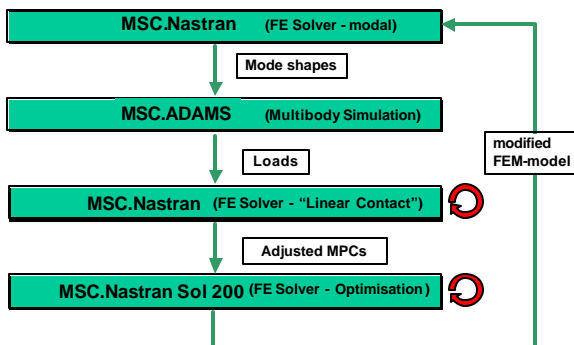 MSC.Nastran (FE Solver - modal)
Mode shapes
MSC.ADAMS (Multibody Simulation)
modified
FEM-model
Loads
MSC.Nastran (FE Solver - “Linear Contact”)
Adjusted MPCs
MSC.Nastran Sol 200 (FE Solver - Optimisation)